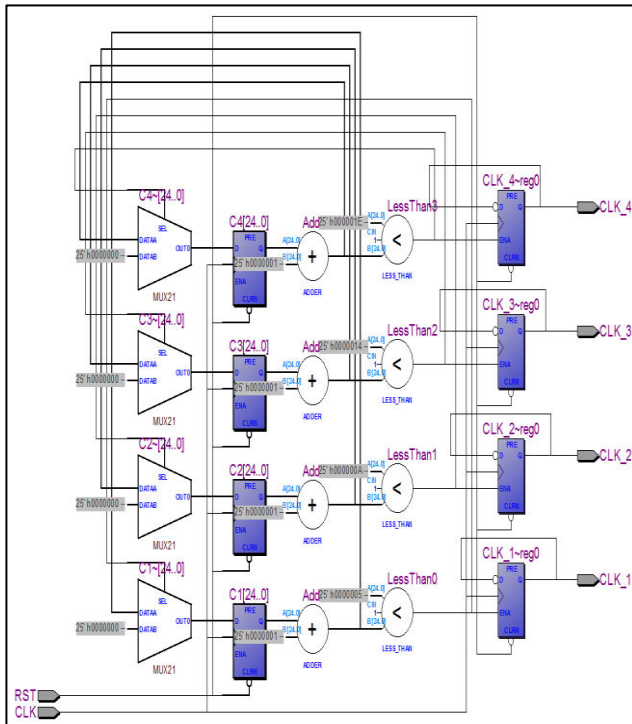 CLK_4~reg0
C4~[24..0]
LessThan3
D PRE Q
CLK_4
SEL
C4[24..0]
Add
25' h000001E
A[24..0]
ENA
DATAA
OUT0
PRE
D Q
A[24..0]
CIN
1
<
CLRN
25' h0000000
DATAB
25' h0000001
B[24..0]
+
B[24..0]
ENA
LESS_THAN
MUX21
CLRN
ADDER
CLK_3~reg0
C3~[24..0]
LessThan2
D PRE Q
CLK_3
SEL
C3[24..0]
Add
25' h0000014
A[24..0]
ENA
DATAA
OUT0
PRE
D Q
A[24..0]
CIN
1
<
CLRN
25' h0000000
DATAB
25' h0000001
B[24..0]
+
B[24..0]
ENA
LESS_THAN
MUX21
CLRN
ADDER
CLK_2~reg0
C2~[24..0]
LessThan1
D PRE Q
CLK_2
SEL
C2[24..0]
Add
25' h000000A
A[24..0]
ENA
DATAA
OUT0
PRE
D Q
A[24..0]
CIN
1
<
CLRN
25' h0000000
DATAB
25' h0000001
B[24..0]
+
B[24..0]
ENA
LESS_THAN
MUX21
CLRN
ADDER
CLK_1~reg0
C1~[24..0]
LessThan0
D PRE Q
CLK_1
SEL
C1[24..0]
Add
25' h0000005
A[24..0]
ENA
DATAA
OUT0
PRE
D Q
A[24..0]
CIN
1
<
CLRN
25' h0000000
DATAB
25' h0000001
B[24..0]
+
B[24..0]
ENA
LESS_THAN
MUX21
CLRN
ADDER
RST
CLK